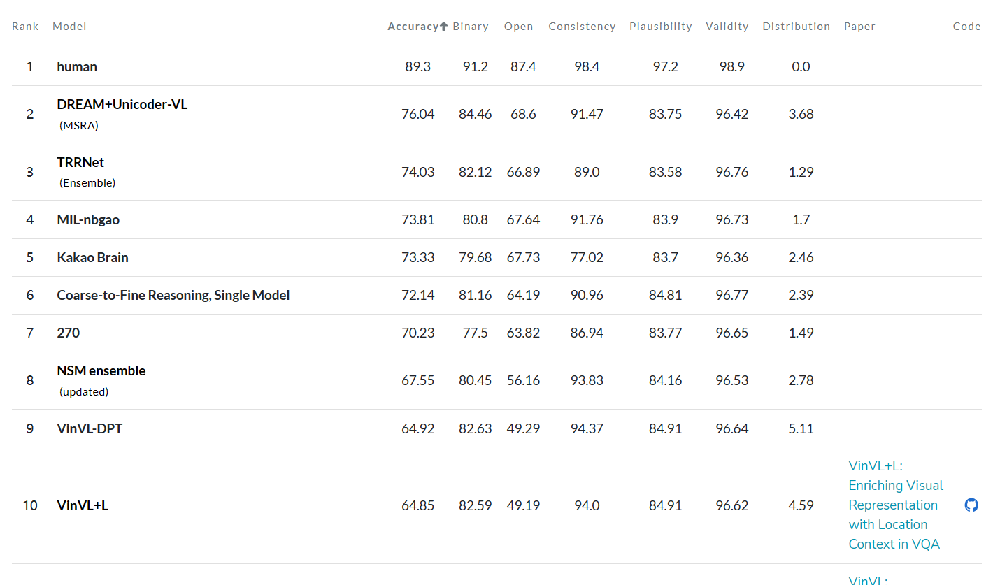 Rank Model Accuracy Binary Open Consistency Plausibility Validity Distribution Paper Code
1 human 89.3 91.2 87.4 98.4 97.2 98.9 0.0
DREAM+Unicoder-VL
2 76.04 84.46 68.6 91.47 83.75 96.42 3.68
(MSRA)
TRRNet
3 74.03 82.12 66.89 89.0 83.58 96.76 1.29
(Ensemble)
4 MIL-nbgao 73.81 80.8 67.64 91.76 83.9 96.73 1.7
5 Kakao Brain 73.33 79.68 67.73 77.02 83.7 96.36 2.46
6 Coarse-to-Fine Reasoning, Single Model 72.14 81.16 64.19 90.96 84.81 96.77 2.39
7 270 70.23 77.5 63.82 86.94 83.77 96.65 1.49
NSM ensemble
8 67.55 80.45 56.16 93.83 84.16 96.53 2.78
(updated)
9 VinVL-DPT 64.92 82.63 49.29 94.37 84.91 96.64 5.11
VinVL+L:
Enriching Visual
10 VinVL+L 64.85 82.59 49.19 94.0 84.91 96.62 4.59 Representation
with Location
Context in VQA
VinVL: